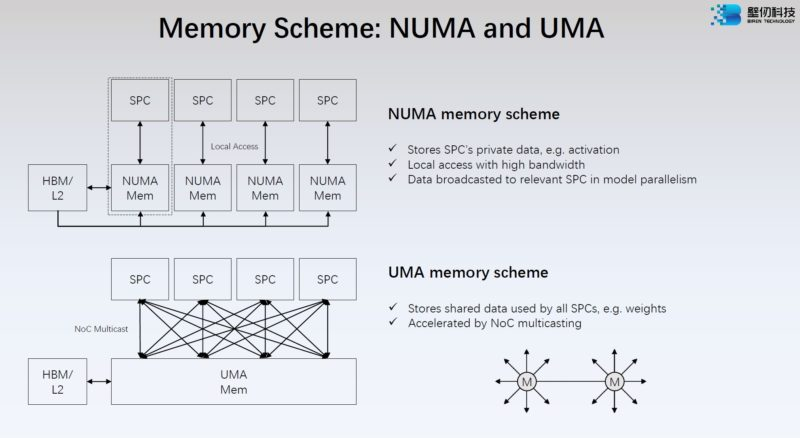 Memory Scheme: NUMA and UMA
壁仞科技
BIREN TECHNOLOGY
SPC
SPC
SPC
SPC
Local Access
HBM/
L2
NUMA
Mem
NUMA
Mem
NUMA
Mem
NUMA
Mem
NUMA memory scheme
✓ Stores SPC's private data, e.g. activation
✓ Local access with high bandwidth
✓ Data broadcasted to relevant SPC in model parallelism
SPC
SPC
SPC
SPC
NoC Multicast
HBM/
L2
UMA
Mem
UMA memory scheme
✓ Stores shared data used by all SPCs, e.g. weights
✓ Accelerated by NoC multicasting
M
M